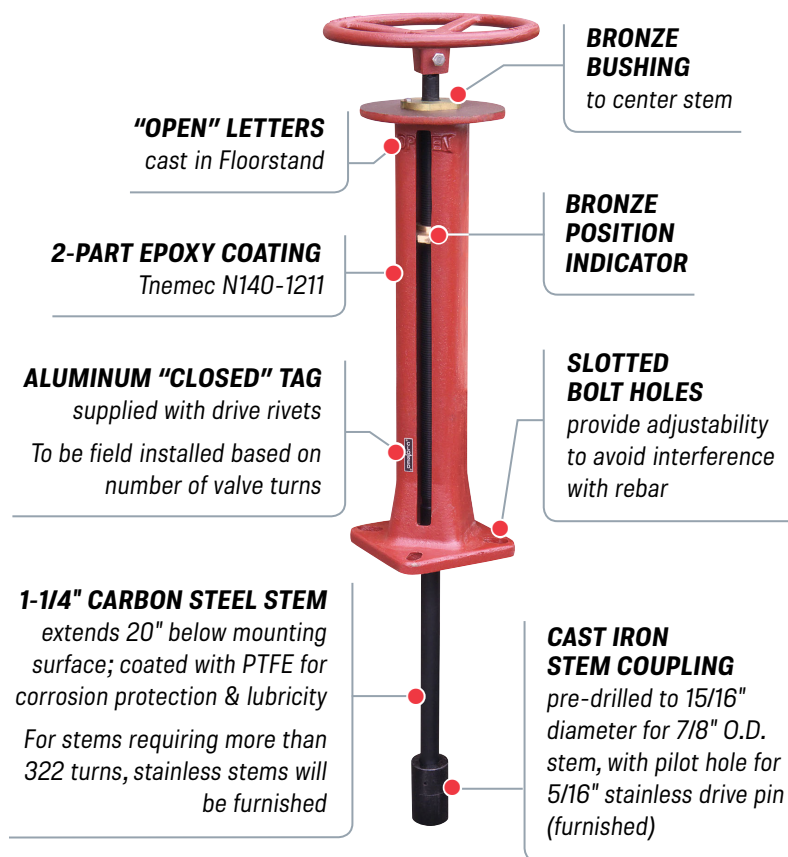 BRONZE
BUSHING
to center stem
"OPEN" LETTERS
cast in Floorstand
OPEN
BRONZE
POSITION
INDICATOR
2-PART EPOXY COATING
Tnemec N140-1211
ALUMINUM "CLOSED" TAG
supplied with drive rivets
To be field installed based on
number of valve turns
SLOTTED
BOLT HOLES
provide adjustability
to avoid interference
with rebar
1-1/4" CARBON STEEL STEM
extends 20" below mounting
surface; coated with PTFE for
corrosion protection & lubricity
For stems requiring more than
322 turns, stainless stems will
be furnished
CAST IRON
STEM COUPLING
pre-drilled to 15/16"
diameter for 7/8" O.D.
stem, with pilot hole for
5/16" stainless drive pin
(furnished)